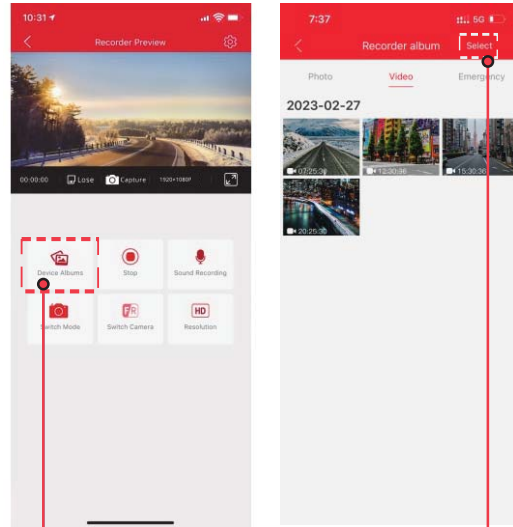 10:31
Recorder Preview
00:00:00 Lose Capture 1920*1080P
Device Albums Stop Sound Recording
Switch Mode Switch Camera Resolution
FR
HD
7:37
5G
Recorder album Select
Photo Video Emergency
2023-02-27
07:25:30 12:30:36 15:30:36
20:25:30